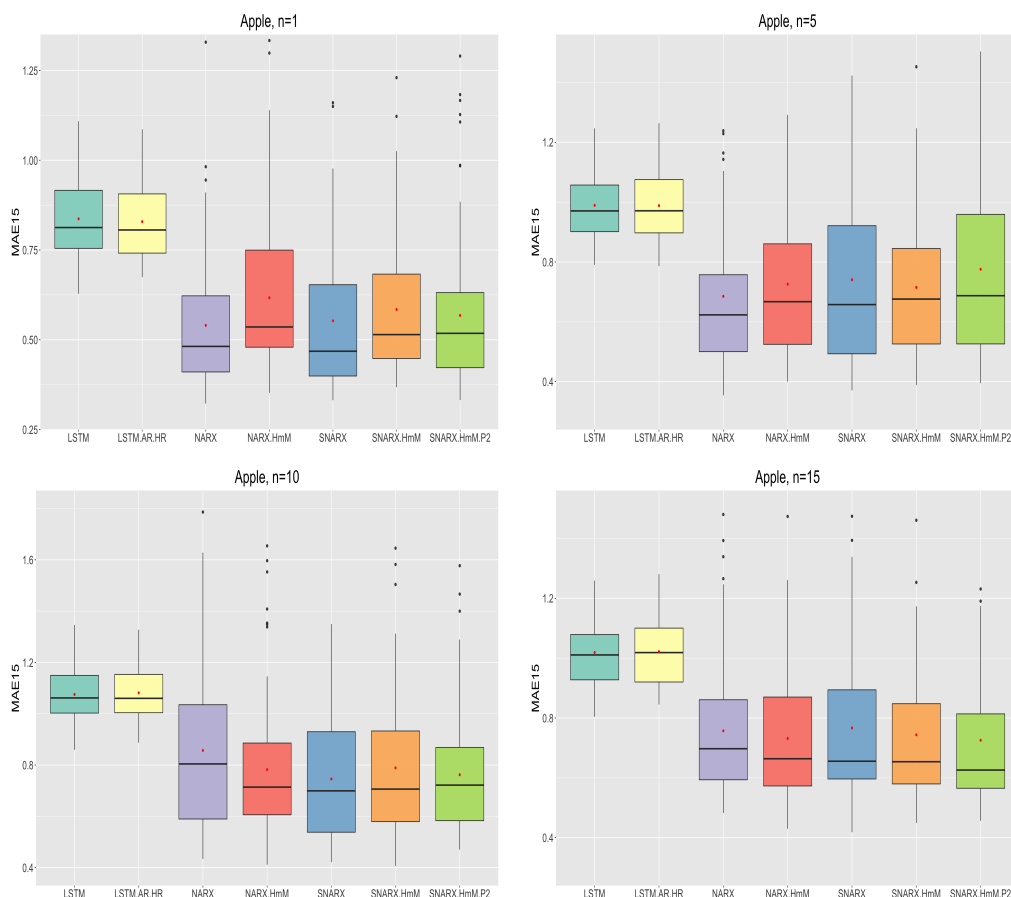 Apple, n=1
MAE15
1.25
1.00
0.75
0.50
0.25
LSTM LSTM.AR.HR NARX NARX.HmM SNARX SNARX.HmM SNARX.HmM.P2
Apple, n=5
MAE15
1.2
0.8
0.4
LSTM LSTM.AR.HR NARX NARX.HmM SNARX SNARX.HmM SNARX.HmM.P2
Apple, n=10
MAE15
1.6
1.2
0.8
0.4
LSTM LSTM.AR.HR NARX NARX.HmM SNARX SNARX.HmM SNARX.HmM.P2
Apple, n=15
MAE15
1.2
0.8
0.4
LSTM LSTM.AR.HR NARX NARX.HmM SNARX SNARX.HmM SNARX.HmM.P2